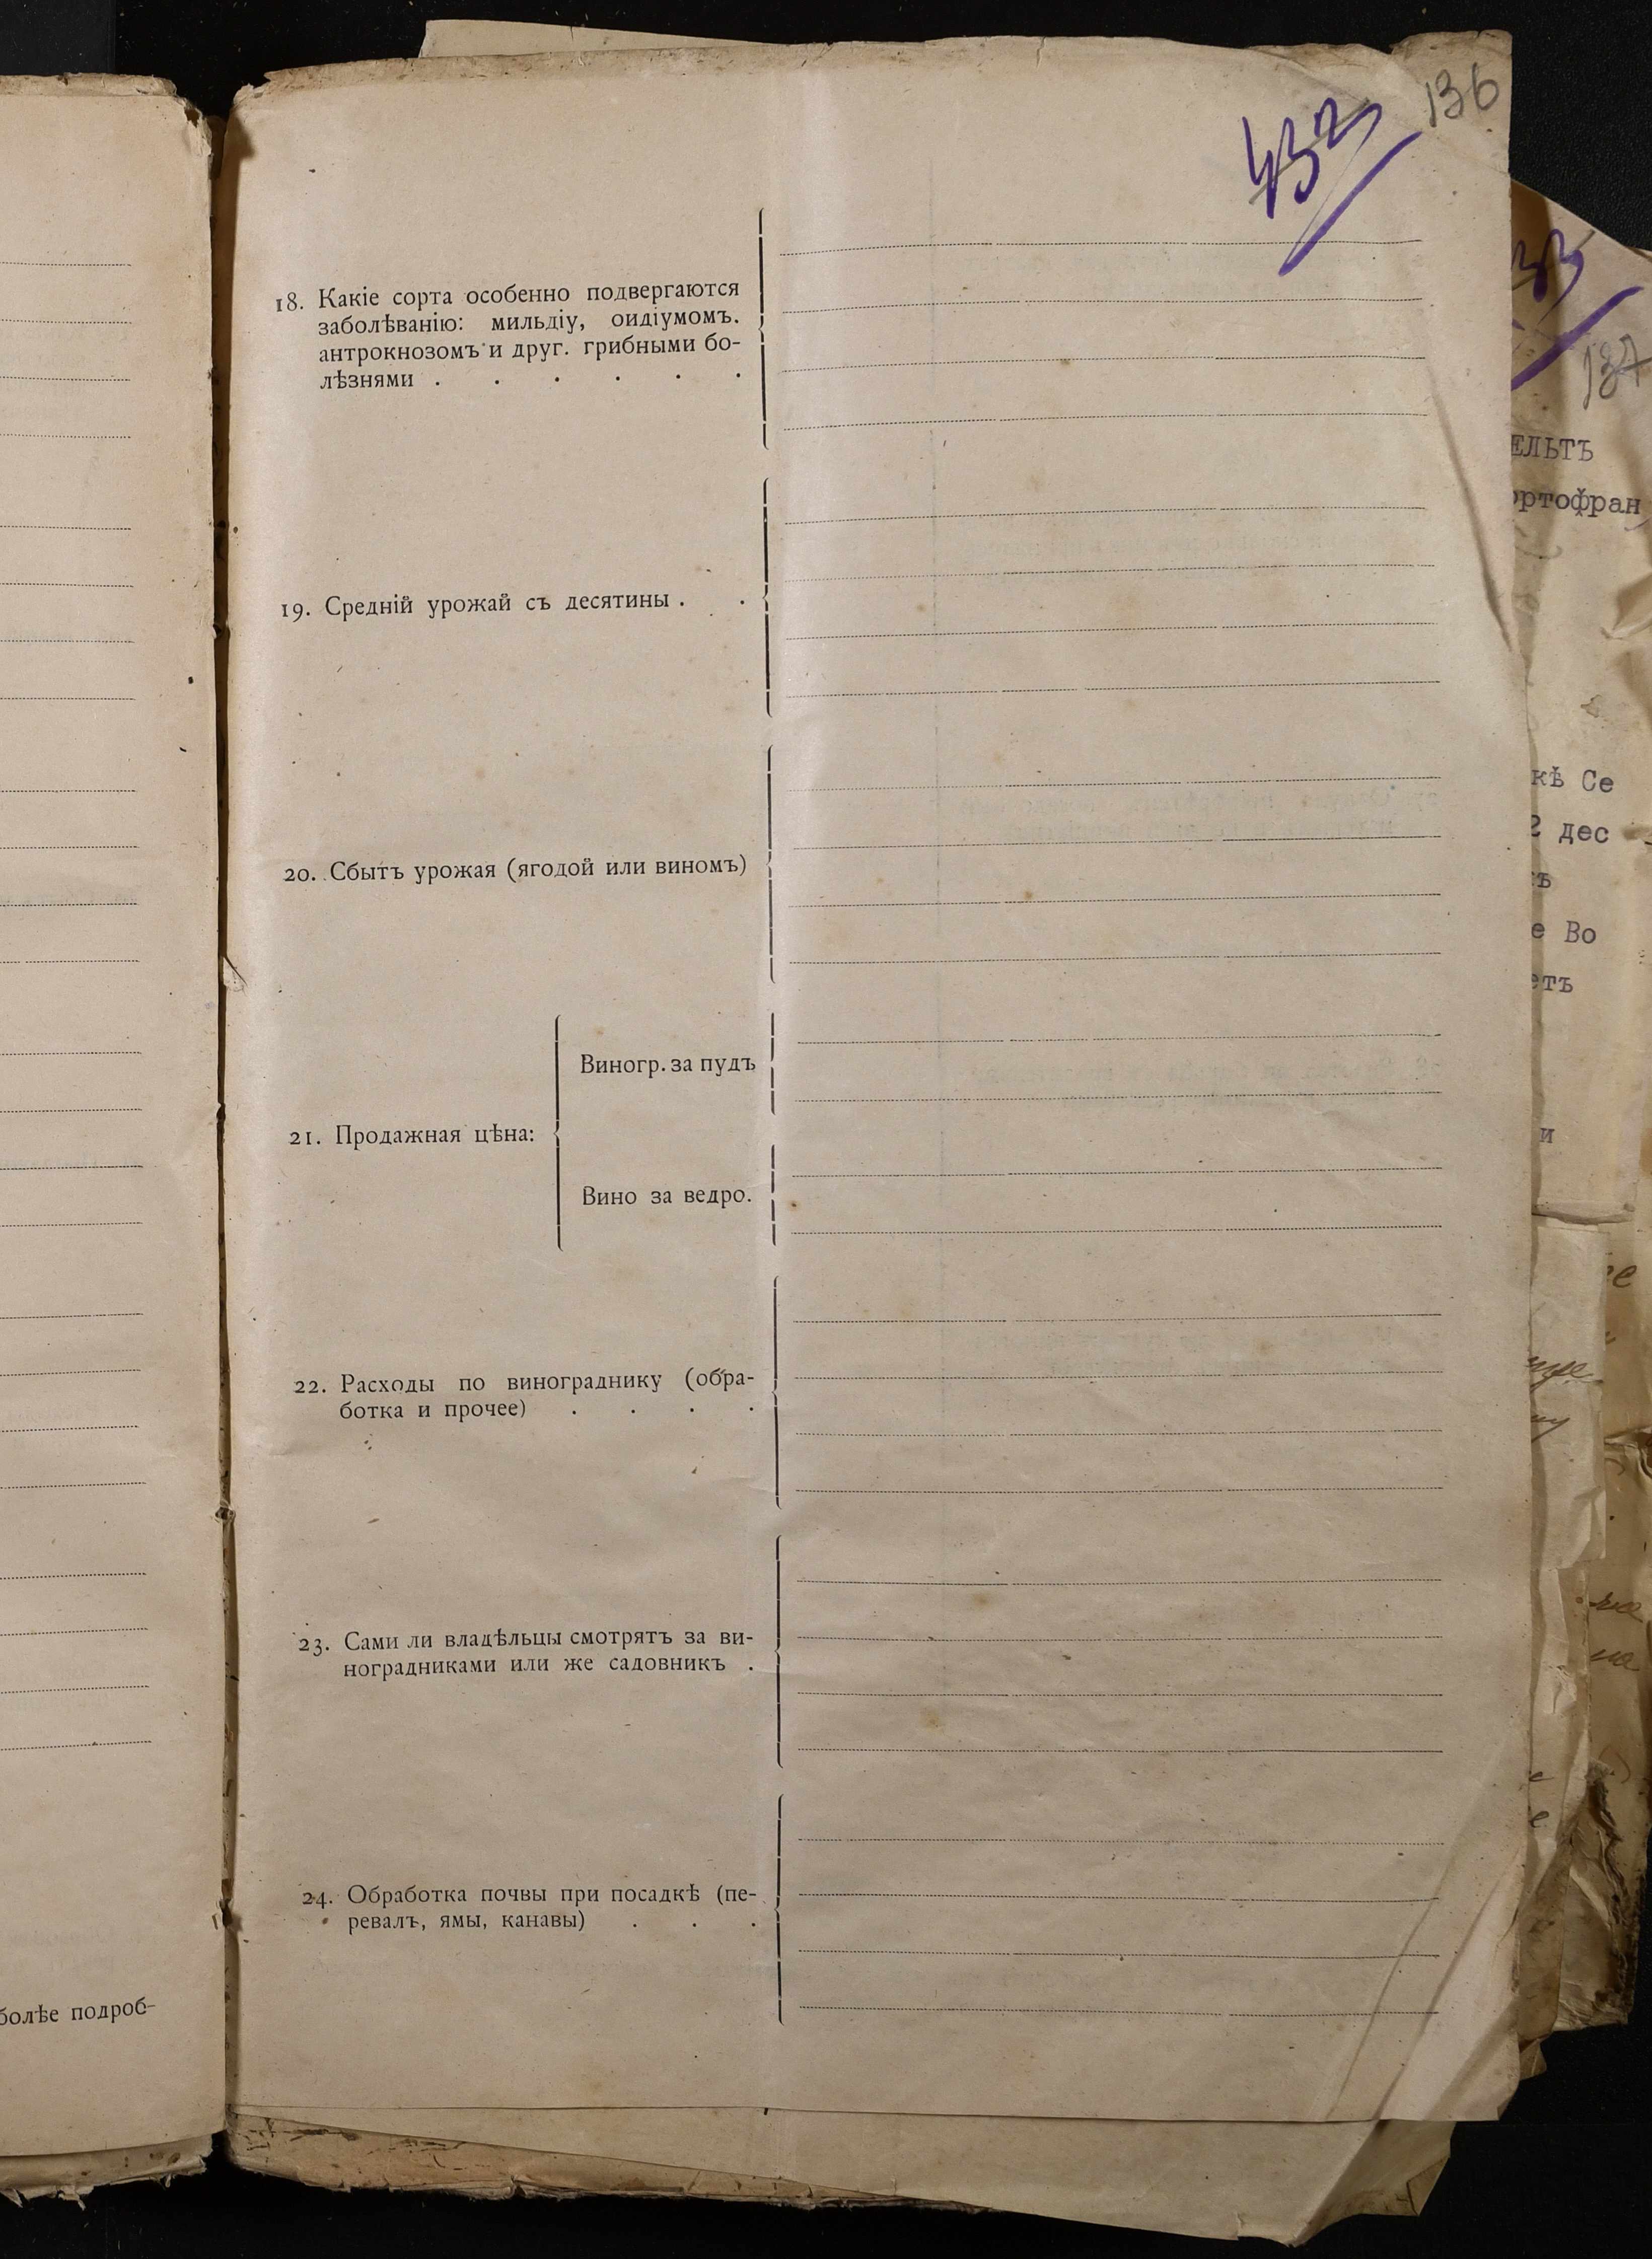 136
432
18. Какіе сорта особенно подвергаются
заболѣванію: мильдіу, оидіумомъ.
антрокнозомъ и друг. грибными бо-
лѣзнями . . . . . .
19. Средній урожай съ десятины . .
20. Сбытъ урожая (ягодой или виномъ)
Виногр. за пудъ
21. Продажная цѣна:
Вино за ведро.
22. Расходы по винограднику (обра-
ботка и прочее) . . . .
23. Сами ли владѣльцы смотрятъ за ви-
ноградниками или же садовникъ .
24. Обработка почвы при посадкѣ (пе-
ревалъ, ямы, канавы) . . .
болѣе подроб-
33
137
ЕЛЬТЪ
ортофран
кѣ Се
2 дес
ъ
е Во
етъ
и